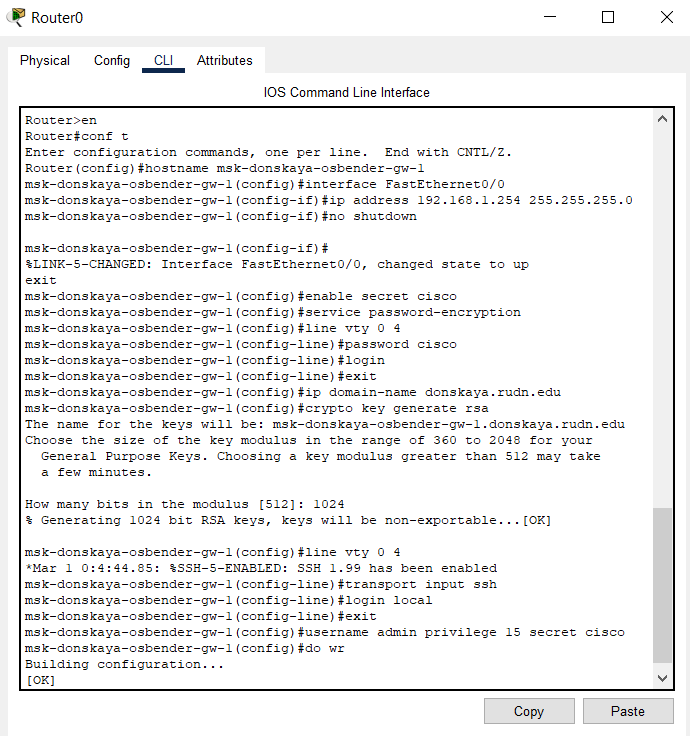 Router0
Physical Config CLI Attributes
IOS Command Line Interface
Router>en
Router#conf t
Enter configuration commands, one per line.  End with CNTL/Z.
Router(config)#hostname msk-donskaya-osbender-gw-1
msk-donskaya-osbender-gw-1(config)#interface FastEthernet0/0
msk-donskaya-osbender-gw-1(config-if)#ip address 192.168.1.254 255.255.255.0
msk-donskaya-osbender-gw-1(config-if)#no shutdown
msk-donskaya-osbender-gw-1(config-if)#
%LINK-5-CHANGED: Interface FastEthernet0/0, changed state to up
exit
msk-donskaya-osbender-gw-1(config)#enable secret cisco
msk-donskaya-osbender-gw-1(config)#service password-encryption
msk-donskaya-osbender-gw-1(config)#line vty 0 4
msk-donskaya-osbender-gw-1(config-line)#password cisco
msk-donskaya-osbender-gw-1(config-line)#login
msk-donskaya-osbender-gw-1(config-line)#exit
msk-donskaya-osbender-gw-1(config)#ip domain-name donskaya.rudn.edu
msk-donskaya-osbender-gw-1(config)#crypto key generate rsa
The name for the keys will be: msk-donskaya-osbender-gw-1.donskaya.rudn.edu
Choose the size of the key modulus in the range of 360 to 2048 for your
  General Purpose Keys. Choosing a key modulus greater than 512 may take
  a few minutes.
How many bits in the modulus [512]: 1024
% Generating 1024 bit RSA keys, keys will be non-exportable...[OK]
msk-donskaya-osbender-gw-1(config)#line vty 0 4
*Mar 1 0:4:44.85: %SSH-5-ENABLED: SSH 1.99 has been enabled
msk-donskaya-osbender-gw-1(config-line)#transport input ssh
msk-donskaya-osbender-gw-1(config-line)#login local
msk-donskaya-osbender-gw-1(config-line)#exit
msk-donskaya-osbender-gw-1(config)#username admin privilege 15 secret cisco
msk-donskaya-osbender-gw-1(config)#do wr
Building configuration...
[OK]
Copy Paste